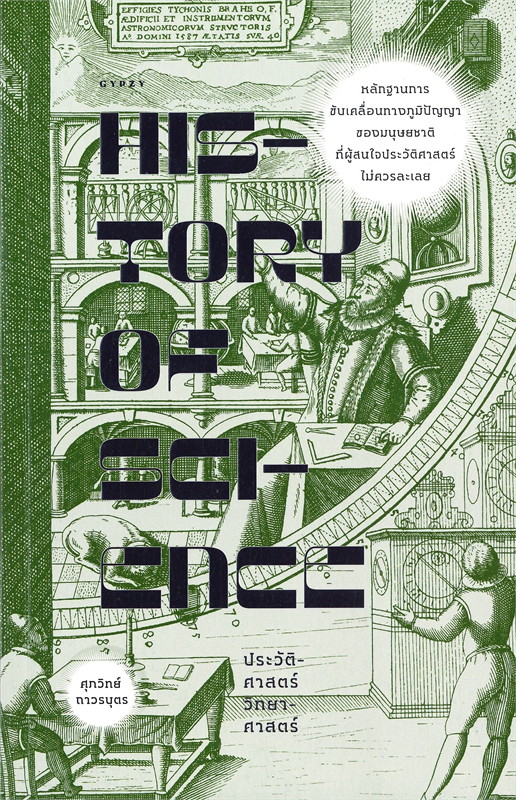 EFFIGIES TYCHONIS BRAHE O, F.
ÆDIFICII ET INSTRUMENTORVM
ASTRONOMICORVM STRVCTORIS
Aº DOMINI 1587 ÆTATIS SVÆ 40
GYPZY
HIS-
TORY
OF
SCI-
ENCE
หลักฐานการ
ขับเคลื่อนทางภูมิปัญญา
ของมนุษยชาติ
ที่ผู้สนใจประวัติศาสตร์
ไม่ควรละเลย
ศุภวิทย์
ถาวรบุตร
ประวัติ-
ศาสตร์
วิทยา-
ศาสตร์